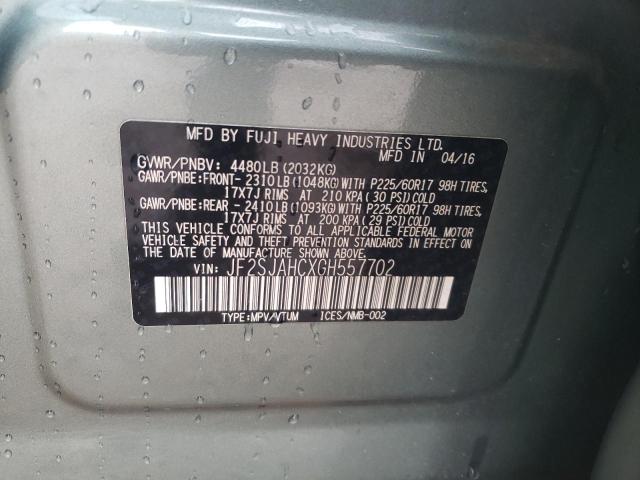 MFD BY FUJI HEAVY INDUSTRIES LTD.
MFD IN 04/16
GVWR/PNBV: 4480LB(2032KG)
GAWR/PNBE:FRONT- 2310LB(1048KG)WITH P225/60R17 98H TIRES,
17X7J RIMS AT 210 KPA(30 PSI)COLD
GAWR/PNBE:REAR - 2410LB(1093KG)WITH P225/60R17 98H TIRES,
17X7J RIMS AT 200 KPA(29 PSI)COLD
THIS VEHICLE CONFORMS TO ALL APPLICABLE FEDERAL MOTOR
VEHICLE SAFETY AND THEFT PREVENTION STANDARDS IN EFFECT
ON THE DATE OF MANUFACTURE SHOWN ABOVE.
VIN: JF2SJAHCXGH557702
TYPE:MPV/VTUM ICES/NMB-002